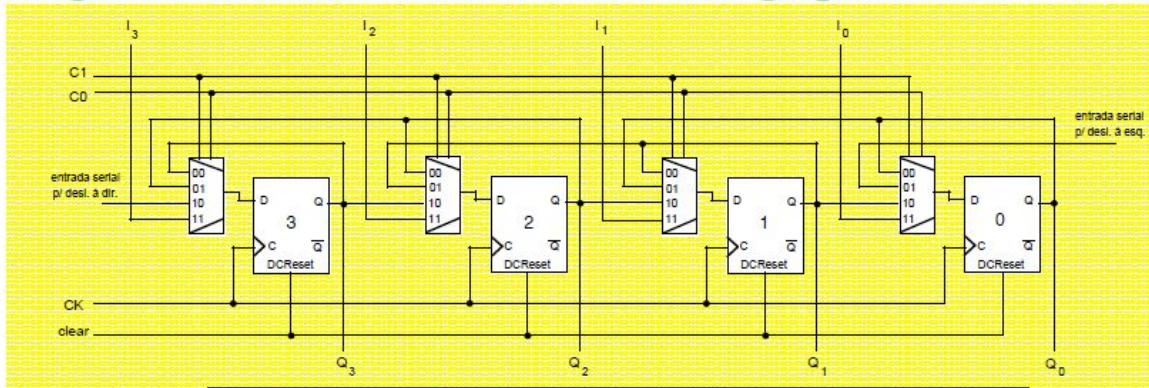 I3 I2 I1 I0
C1
C0
entrada serial
p/ desl. à esq.
entrada serial
p/ desl. à dir.
00 00 00 00
01 01 01 01
10 10 10 10
11 11 11 11
D Q D Q D Q D Q
3 2 1 0
C Q C Q C Q C Q
DCReset DCReset DCReset DCReset
CK
clear
Q3 Q2 Q1 Q0